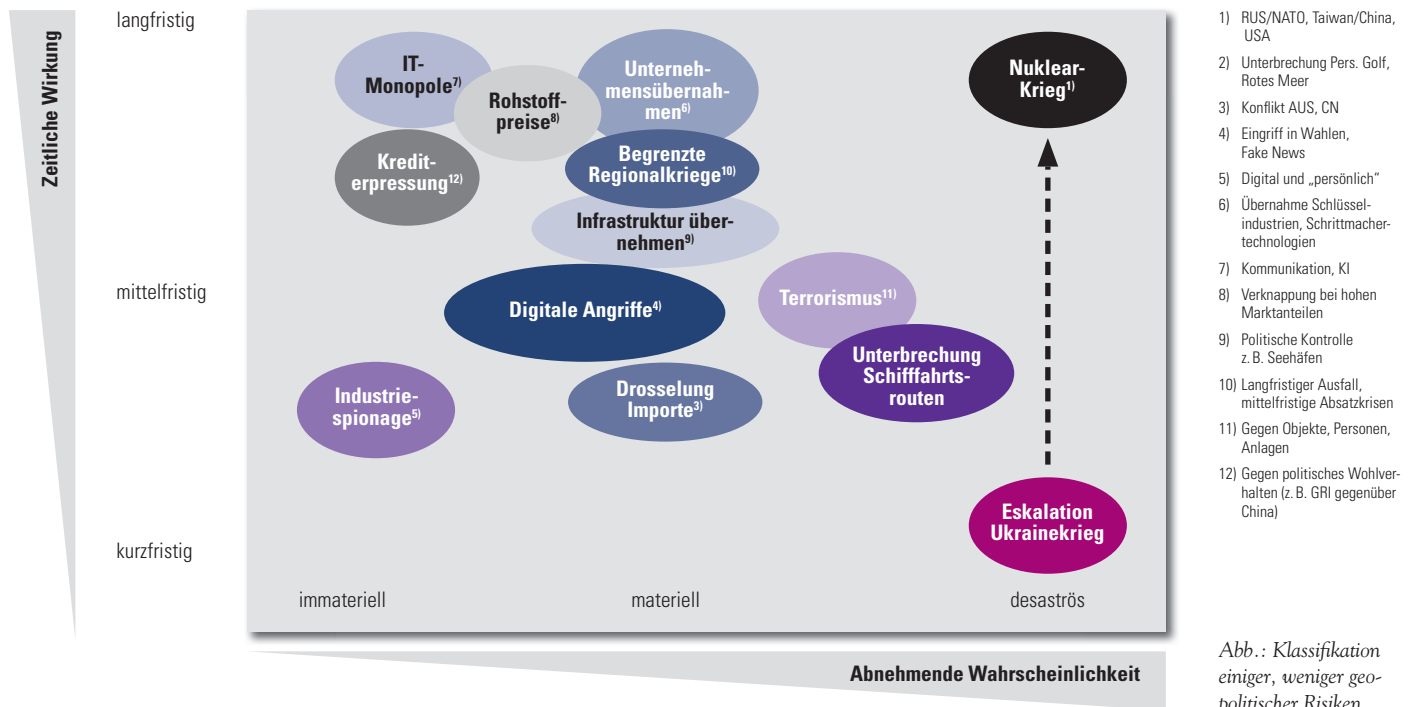 Zeitliche Wirkung
langfristig
mittelfristig
kurzfristig
IT-
Monopole7)
Rohstoff-
preise8)
Unterneh-
mensübernah-
men6)
Nuklear-
Krieg1)
Kredit-
erpressung12)
Begrenzte
Regionalkriege10)
Infrastruktur über-
nehmen9)
Digitale Angriffe4)
Terrorismus11)
Unterbrechung
Schifffahrts-
routen
Industrie-
spionage5)
Drosselung
Importe3)
Eskalation
Ukrainekrieg
immateriell
materiell
desaströs
Abnehmende Wahrscheinlichkeit
1) RUS/NATO, Taiwan/China,
USA
2) Unterbrechung Pers. Golf,
Rotes Meer
3) Konflikt AUS, CN
4) Eingriff in Wahlen,
Fake News
5) Digital und „persönlich“
6) Übernahme Schlüssel-
industrien, Schrittmacher-
technologien
7) Kommunikation, KI
8) Verknappung bei hohen
Marktanteilen
9) Politische Kontrolle
z. B. Seehäfen
10) Langfristiger Ausfall,
mittelfristige Absatzkrisen
11) Gegen Objekte, Personen,
Anlagen
12) Gegen politisches Wohlver-
halten (z. B. GRI gegenüber
China)
Abb.: Klassifikation
einiger, weniger geo-
politischer Risiken